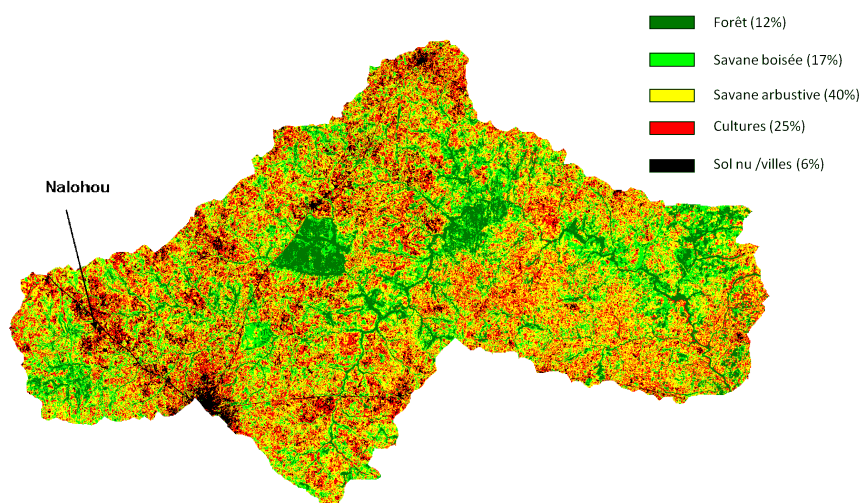 Forêt (12%)
Savane boisée (17%)
Savane arbustive (40%)
Cultures (25%)
Sol nu /villes (6%)
Nalohou